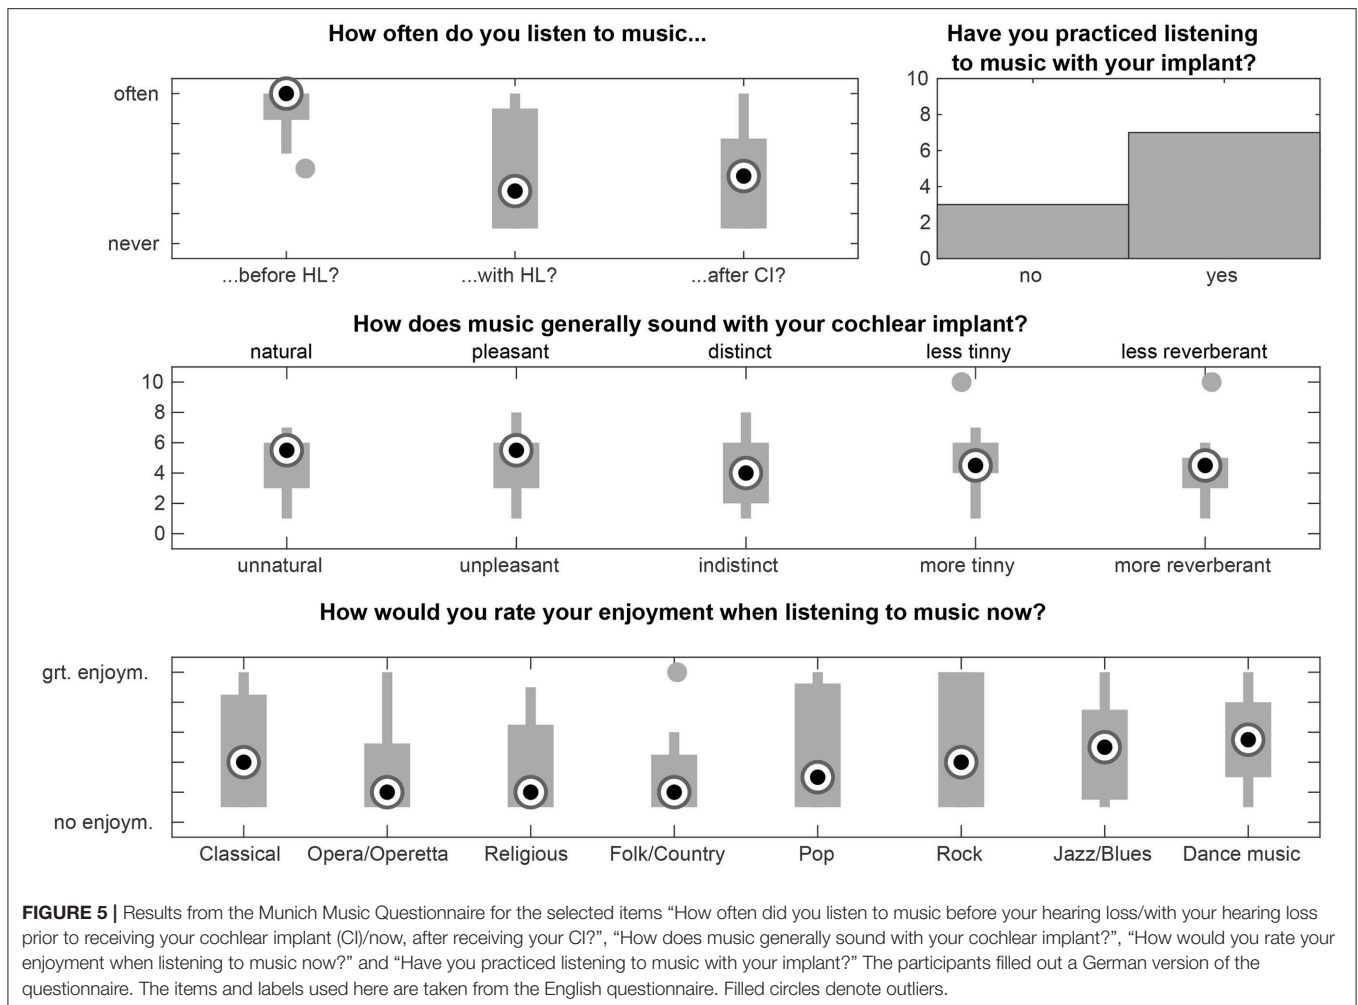 How often do you listen to music...
often
never
...before HL?
...with HL?
...after CI?
Have you practiced listening
to music with your implant?
10
8
6
4
2
0
no
yes
How does music generally sound with your cochlear implant?
natural
pleasant
distinct
less tinny
less reverberant
10
8
6
4
2
0
unnatural
unpleasant
indistinct
more tinny
more reverberant
How would you rate your enjoyment when listening to music now?
grt. enjoym.
no enjoym.
Classical
Opera/Operetta
Religious
Folk/Country
Pop
Rock
Jazz/Blues
Dance music
FIGURE 5 | Results from the Munich Music Questionnaire for the selected items “How often did you listen to music before your hearing loss/with your hearing loss
prior to receiving your cochlear implant (CI)/now, after receiving your CI?”, “How does music generally sound with your cochlear implant?”, “How would you rate your
enjoyment when listening to music now?” and “Have you practiced listening to music with your implant?” The participants filled out a German version of the
questionnaire. The items and labels used here are taken from the English questionnaire. Filled circles denote outliers.